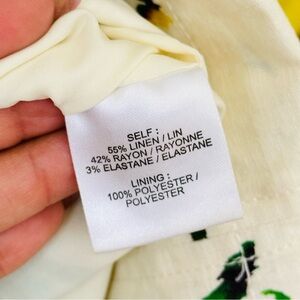 SELF :
55% LINEN / LIN
42% RAYON / RAYONNE
3% ELASTANE / ELASTANE
LINING :
100% POLYESTER /
POLYESTER